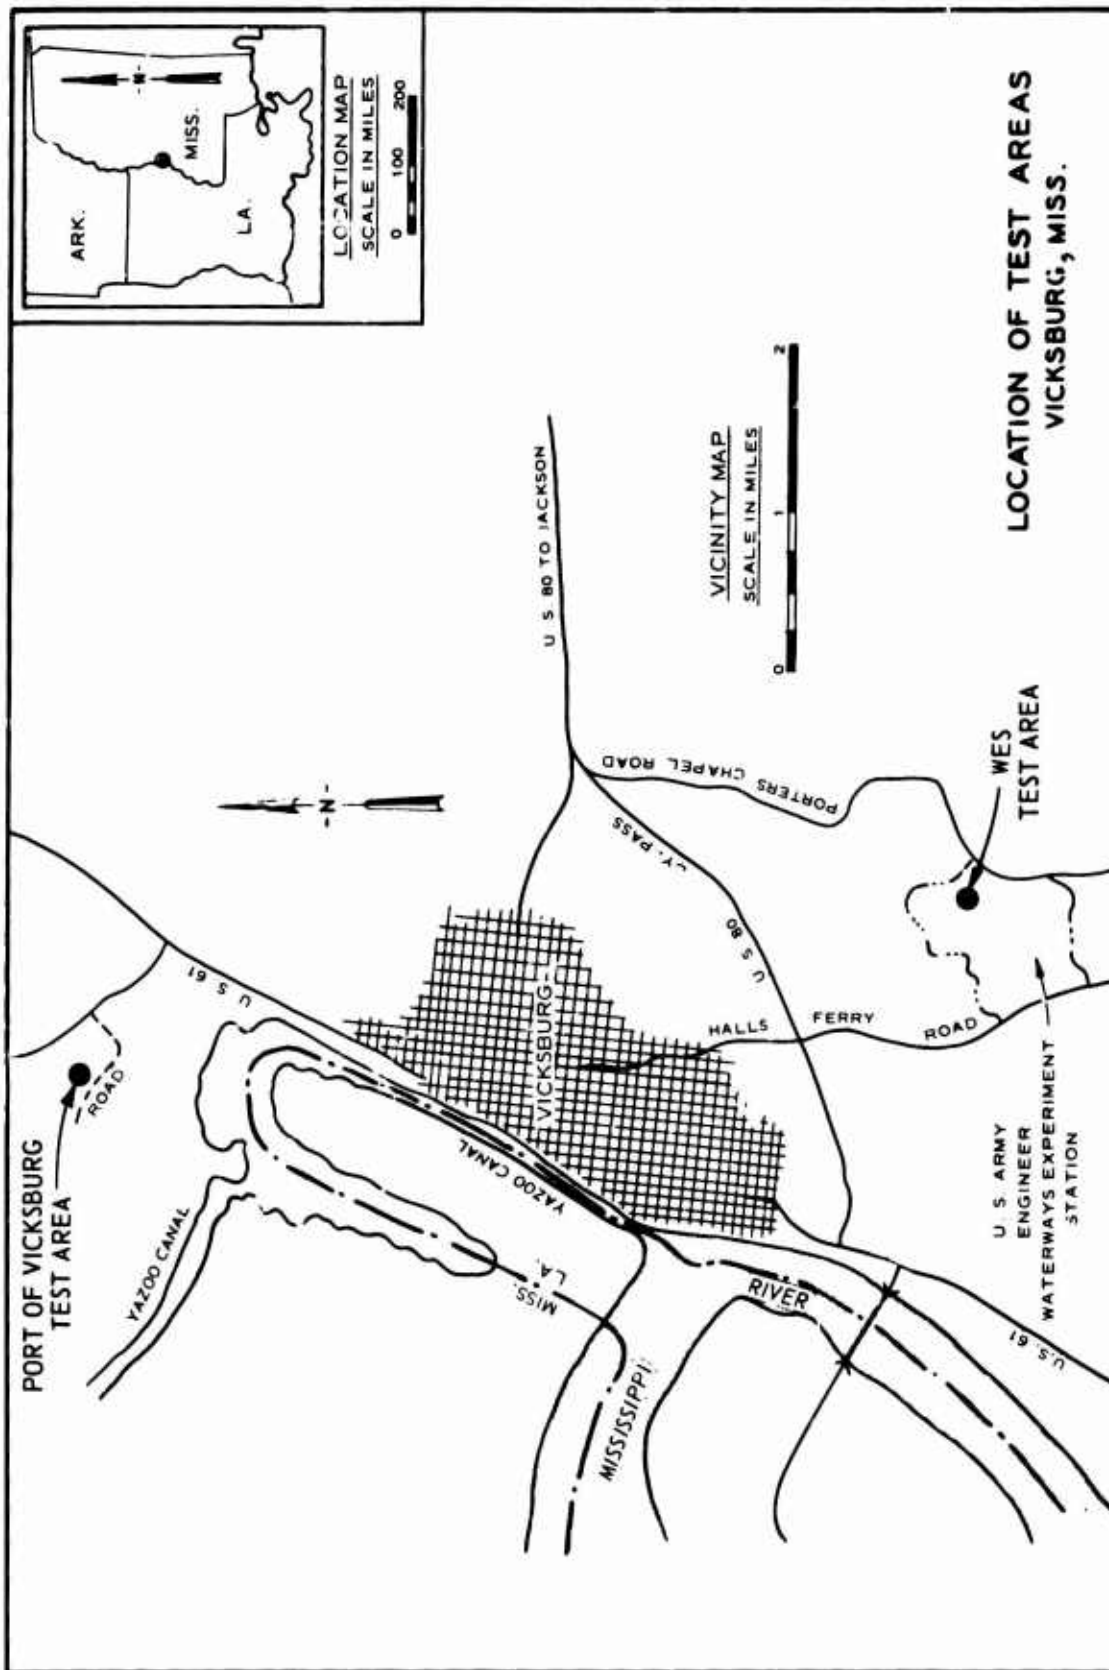 PORT OF VICKSBURG
TEST AREA
ROAD
YAZOO CANAL
U S 61
-N-
ARK.
MISS.
LA.
-N-
LOCATION MAP
SCALE IN MILES
0 100 200
YAZOO CANAL
VICKSBURG
MISS.
LA.
MISSISSIPPI
RIVER
U S 80 TO JACKSON
PASS
U S 80
PORTERS CHAPEL ROAD
HALLS FERRY ROAD
U.S. 61
U. S. ARMY
ENGINEER
WATERWAYS EXPERIMENT
STATION
WES
TEST AREA
VICINITY MAP
SCALE IN MILES
0 1 2
LOCATION OF TEST AREAS
VICKSBURG, MISS.